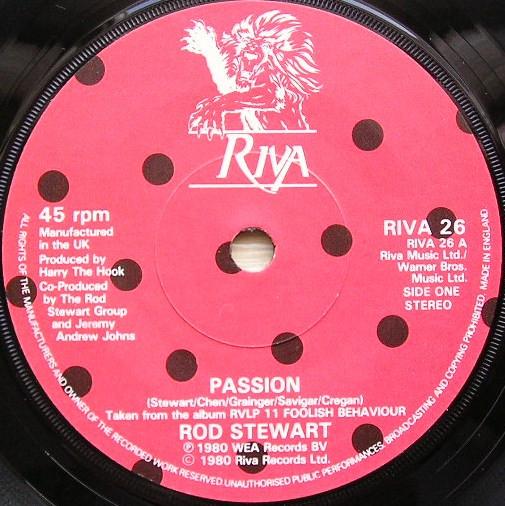 RIVA
45 rpm
Manufactured
in the UK
Produced by
Harry The Hook
Co-Produced
by The Rod
Stewart Group
and Jeremy
Andrew Johns
RIVA 26
RIVA 26 A
Riva Music Ltd./
Warner Bros.
Music Ltd.
SIDE ONE
STEREO
PASSION
(Stewart/Chen/Grainger/Savigar/Cregan)
Taken from the album RVLP 11 FOOLISH BEHAVIOUR
ROD STEWART
℗ 1980 WEA Records BV
© 1980 Riva Records Ltd.
ALL RIGHTS OF THE MANUFACTURERS AND OWNER OF THE RECORDED WORK RESERVED. UNAUTHORISED PUBLIC PERFORMANCES, BROADCASTING AND COPYING PROHIBITED. MADE IN ENGLAND